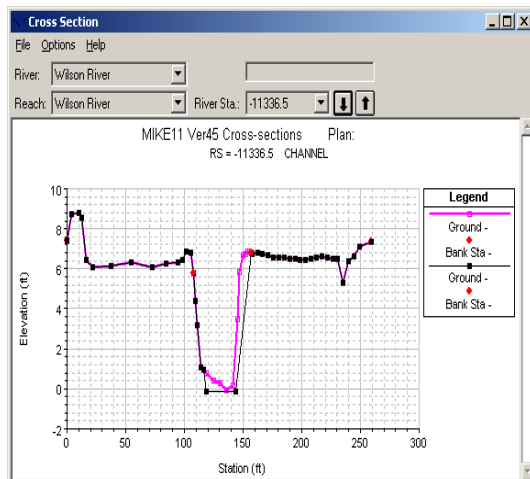 Cross Section
File Options Help
River: Wilson River
Reach: Wilson River River Sta.: -11336.5
MIKE11 Ver45 Cross-sections Plan:
RS = -11336.5 CHANNEL
Legend
Ground -
Bank Sta -
Ground -
Bank Sta -
Elevation (ft)
10
8
6
4
2
0
-2
0 50 100 150 200 250 300
Station (ft)